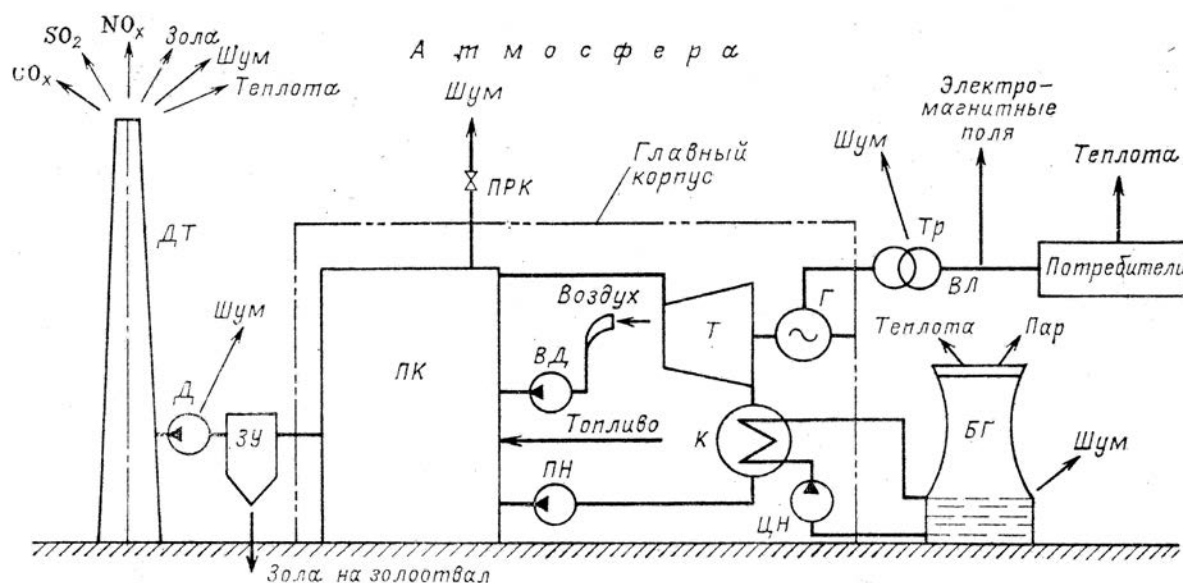 NOₓ
SO₂
Зола
Шум
COₓ
Теплота
Атмосфера
Шум
Электро-
магнитные
поля
Шум
Главный
корпус
Теплота
ПРК
ДТ
Тр
ВЛ
Потребители
Воздух
Г
Т
Шум
ВД
ПК
Теплота
Пар
Д
ЗУ
Топливо
К
БГ
Шум
ПН
ЦН
Зола на золоотвал